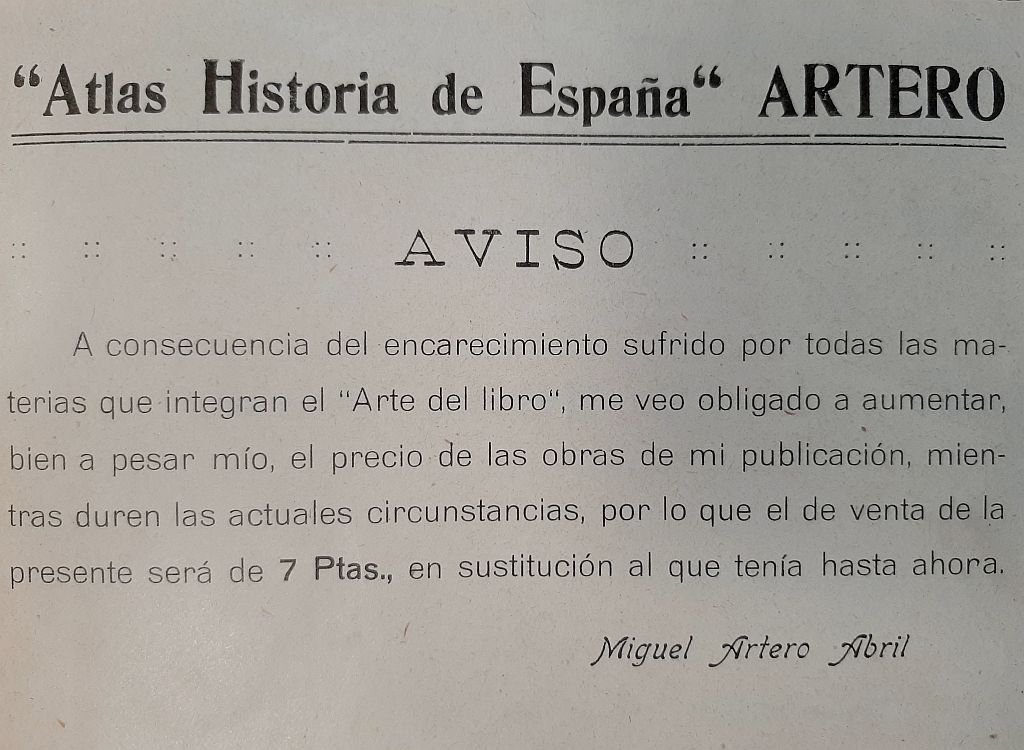 “Atlas Historia de España“ ARTERO
:: :: :: :: :: AVISO :: :: :: :: ::
A consecuencia del encarecimiento sufrido por todas las ma-
terias que integran el “Arte del libro“, me veo obligado a aumentar,
bien a pesar mío, el precio de las obras de mi publicación, mien-
tras duren las actuales circunstancias, por lo que el de venta de la
presente será de 7 Ptas., en sustitución al que tenía hasta ahora.
Miguel Artero Abril